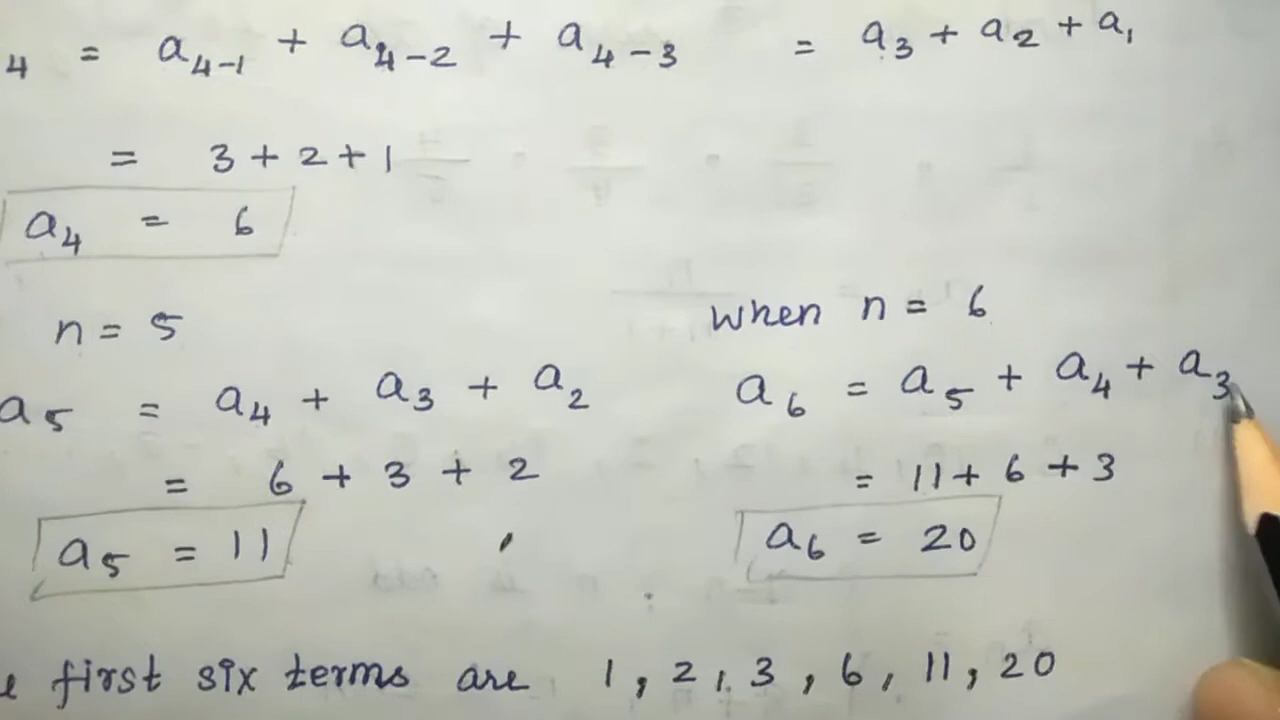 4 = a₄₋₁ + a₄₋₂ + a₄₋₃ = a₃ + a₂ + a₁
= 3 + 2 + 1
a₄ = 6
n = 5
a₅ = a₄ + a₃ + a₂
= 6 + 3 + 2
a₅ = 11
when n = 6
a₆ = a₅ + a₄ + a₃
= 11 + 6 + 3
a₆ = 20
first six terms are 1, 2, 3, 6, 11, 20